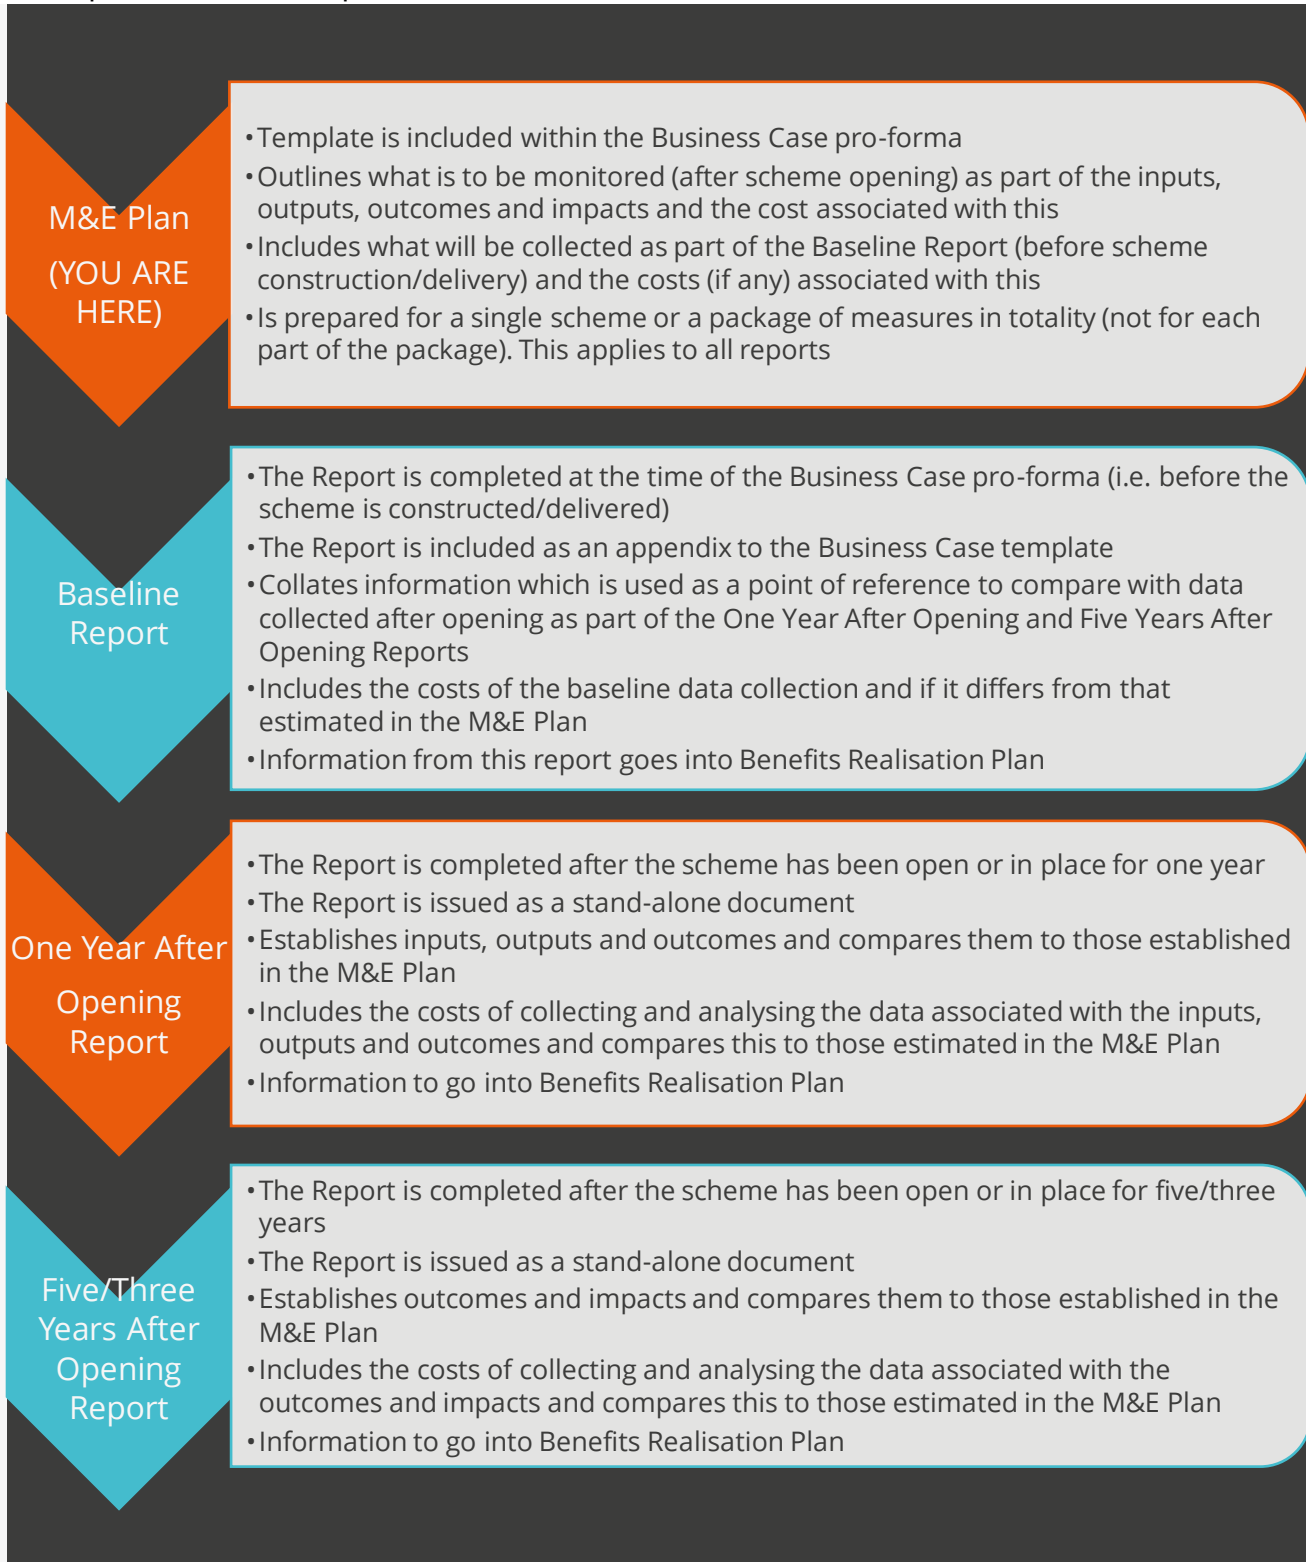 M&E Plan
(YOU ARE
HERE)
•Template is included within the Business Case pro-forma
•Outlines what is to be monitored (after scheme opening) as part of the inputs,
outputs, outcomes and impacts and the cost associated with this
•Includes what will be collected as part of the Baseline Report (before scheme
construction/delivery) and the costs (if any) associated with this
•Is prepared for a single scheme or a package of measures in totality (not for each
part of the package). This applies to all reports
Baseline
Report
•The Report is completed at the time of the Business Case pro-forma (i.e. before the
scheme is constructed/delivered)
•The Report is included as an appendix to the Business Case template
•Collates information which is used as a point of reference to compare with data
collected after opening as part of the One Year After Opening and Five Years After
Opening Reports
•Includes the costs of the baseline data collection and if it differs from that
estimated in the M&E Plan
•Information from this report goes into Benefits Realisation Plan
One Year After
Opening
Report
•The Report is completed after the scheme has been open or in place for one year
•The Report is issued as a stand-alone document
•Establishes inputs, outputs and outcomes and compares them to those established
in the M&E Plan
•Includes the costs of collecting and analysing the data associated with the inputs,
outputs and outcomes and compares this to those estimated in the M&E Plan
•Information to go into Benefits Realisation Plan
Five/Three
Years After
Opening
Report
•The Report is completed after the scheme has been open or in place for five/three
years
•The Report is issued as a stand-alone document
•Establishes outcomes and impacts and compares them to those established in the
M&E Plan
•Includes the costs of collecting and analysing the data associated with the
outcomes and impacts and compares this to those estimated in the M&E Plan
•Information to go into Benefits Realisation Plan